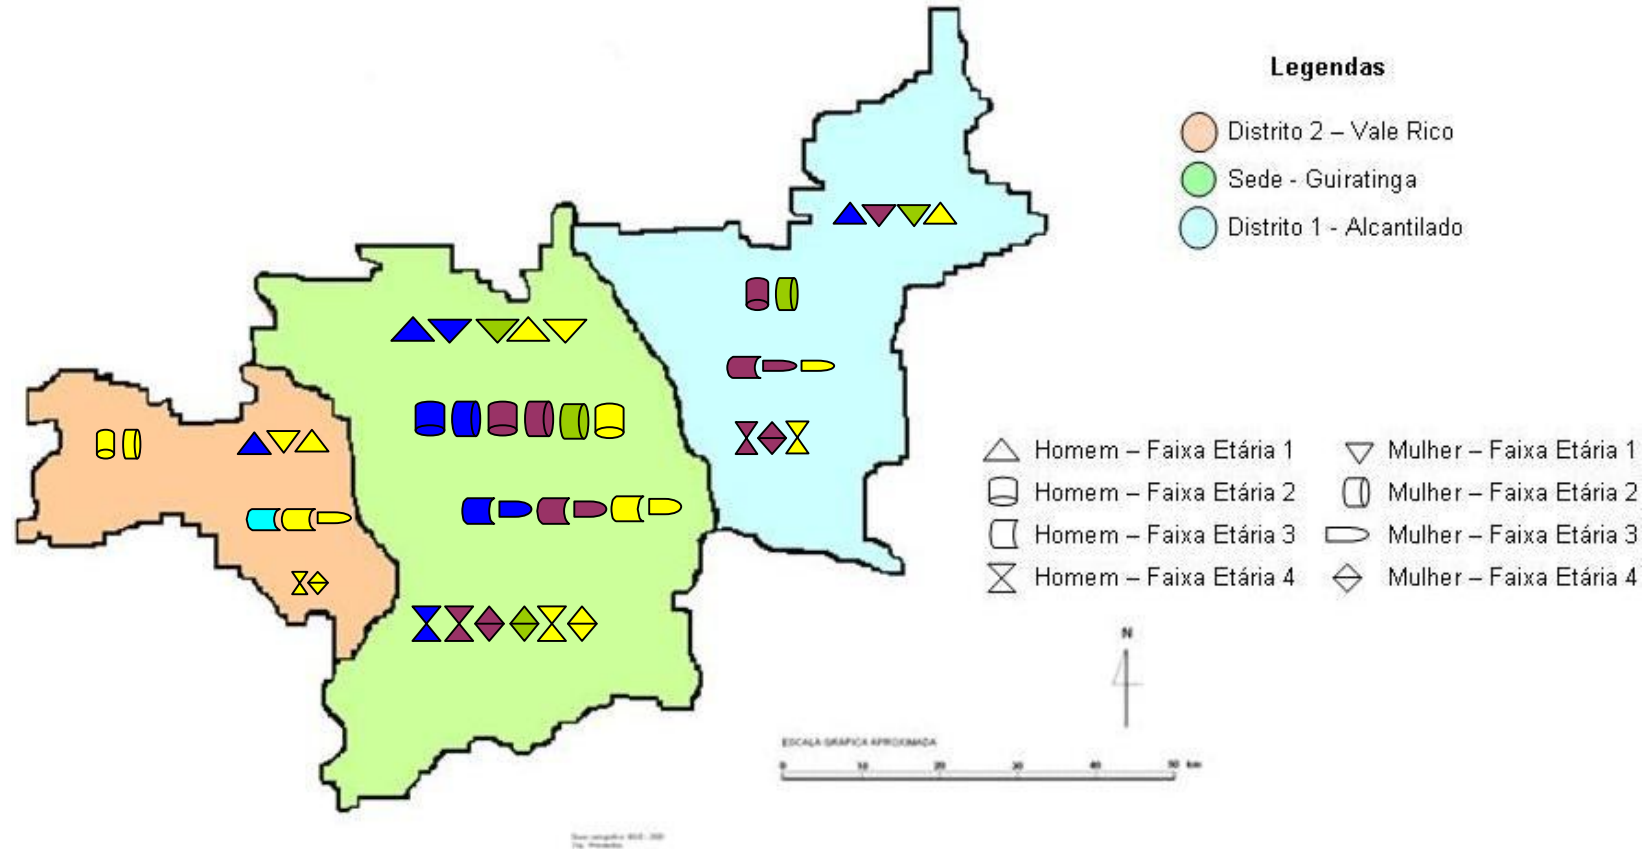 Legendas
Distrito 2 – Vale Rico
Sede - Guiratinga
Distrito 1 - Alcantilado
Homem – Faixa Etária 1
Mulher – Faixa Etária 1
Homem – Faixa Etária 2
Mulher – Faixa Etária 2
Homem – Faixa Etária 3
Mulher – Faixa Etária 3
Homem – Faixa Etária 4
Mulher – Faixa Etária 4
N
ESCALA GRÁFICA APROXIMADA
0 10 20 30 40 50 km